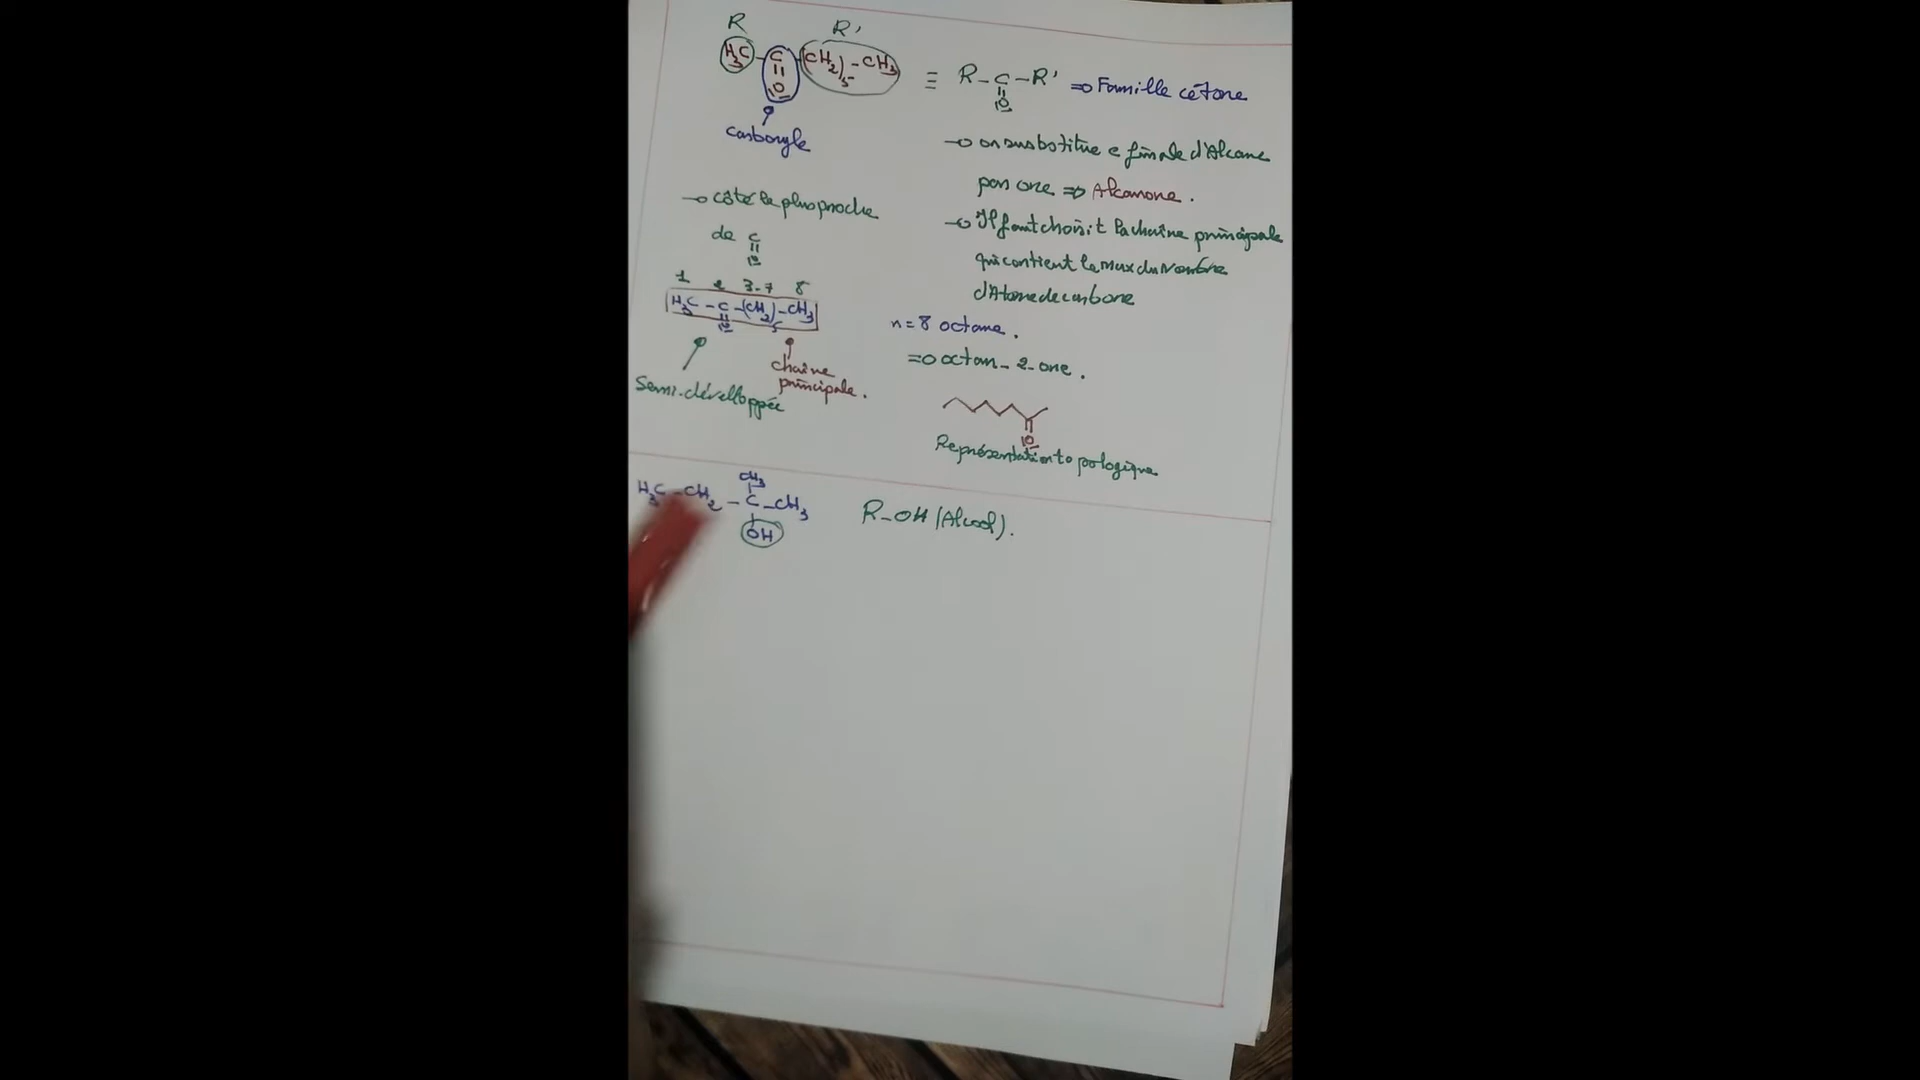 R R'
H₃C - C - (CH₂)₅ - CH₃ ≡ R - C - R' ⇒ Famille cétone
O O
carbonyle
→ on substitue e finale d'Alcane
par one ⇒ Alcanone.
→ côté le plus proche
de C
O
→ Il faut choisit la chaîne principale
qui contient le max du Nombre
d'Atome de carbone
1 2 3-7 8
H₃C - C - (CH₂)₅ - CH₃
O
n = 8 octane.
⇒ octan-2-one.
chaîne
principale.
Semi-dévelloppée
O
Représentation topologique
CH₃
H₃C - CH₂ - C - CH₃
OH
R-OH (Alcool).